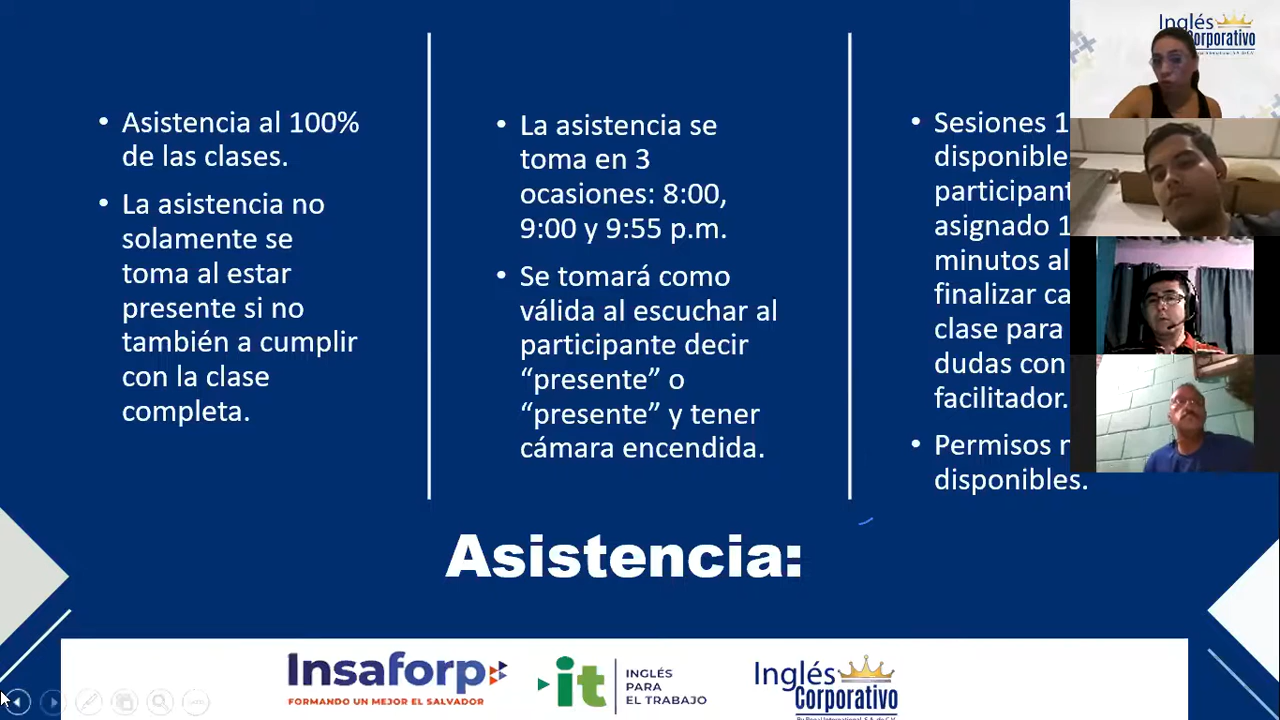 • Asistencia al 100%
de las clases.
• La asistencia no
solamente se
toma al estar
presente si no
también a cumplir
con la clase
completa.
• La asistencia se
toma en 3
ocasiones: 8:00,
9:00 y 9:55 p.m.
• Se tomará como
válida al escuchar al
participante decir
“presente” o
“presente” y tener
cámara encendida.
• Sesiones 1
disponible
participant
asignado 1
minutos al
finalizar ca
clase para
dudas con
facilitador.
• Permisos
disponibles.
Asistencia:
Insaforp
FORMANDO UN MEJOR EL SALVADOR
it
INGLÉS
PARA
EL TRABAJO
Inglés
Corporativo
Inglés
Corporativo